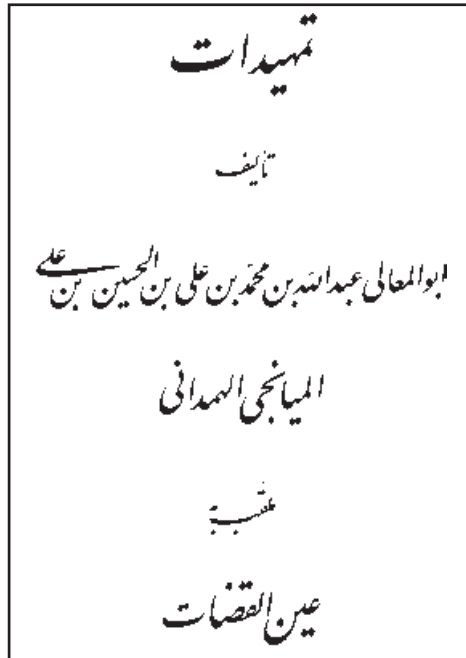 تمهیدات
تألیف
ابوالمعالی عبدالله بن محمد بن علی بن الحسین بن علی
المیانجی الهمدانی
ملقب به
عین القضات